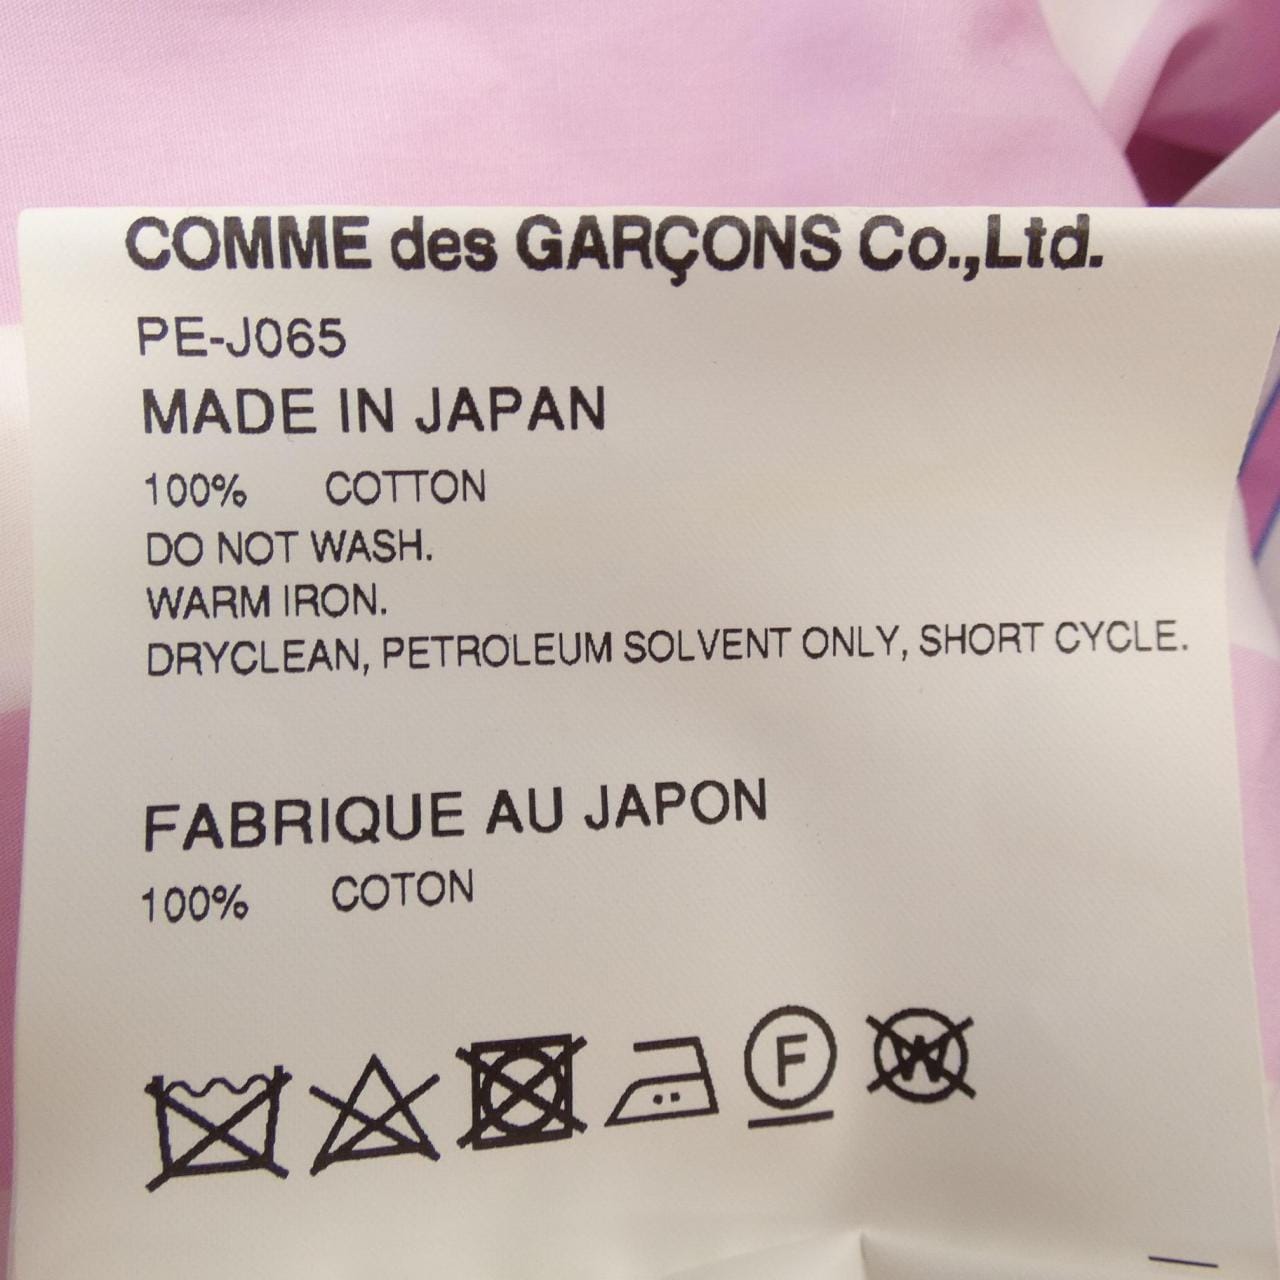 COMME des GARÇONS Co.,Ltd.
PE-J065
MADE IN JAPAN
100% COTTON
DO NOT WASH.
WARM IRON.
DRYCLEAN, PETROLEUM SOLVENT ONLY, SHORT CYCLE.
FABRIQUE AU JAPON
100% COTON
F W